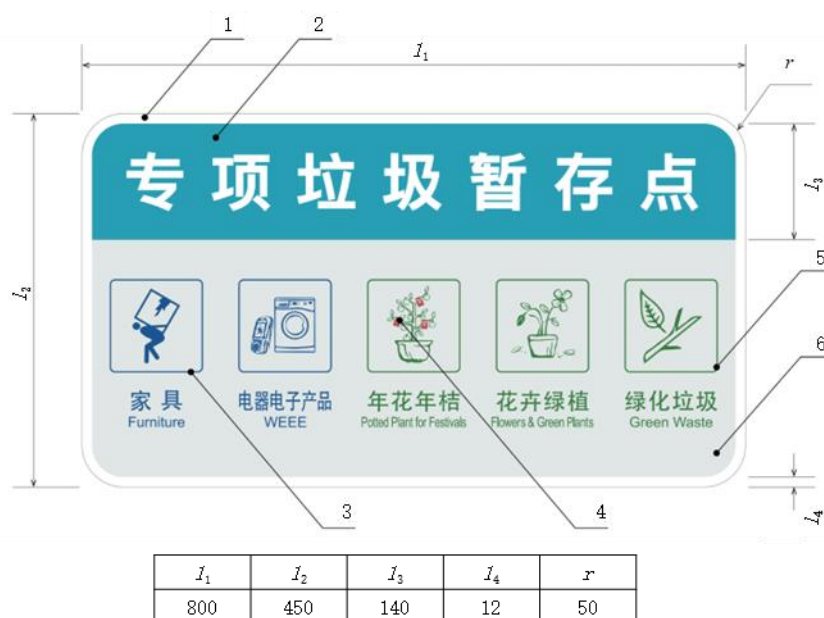 1
2
l₁
r
专项垃圾暂存点
l₃
l₂
5
6
家具
Furniture
电器电子产品
WEEE
年花年桔
Potted Plant for Festivals
花卉绿植
Flowers & Green Plants
绿化垃圾
Green Waste
3
4
l₄
l₁ l₂ l₃ l₄ r
800 450 140 12 50